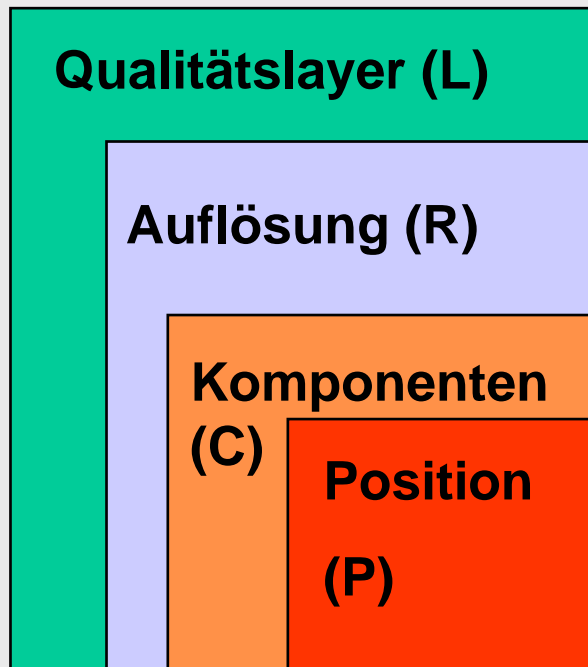 Qualitätslayer (L)
Auflösung (R)
Komponenten
(C)
Position
(P)